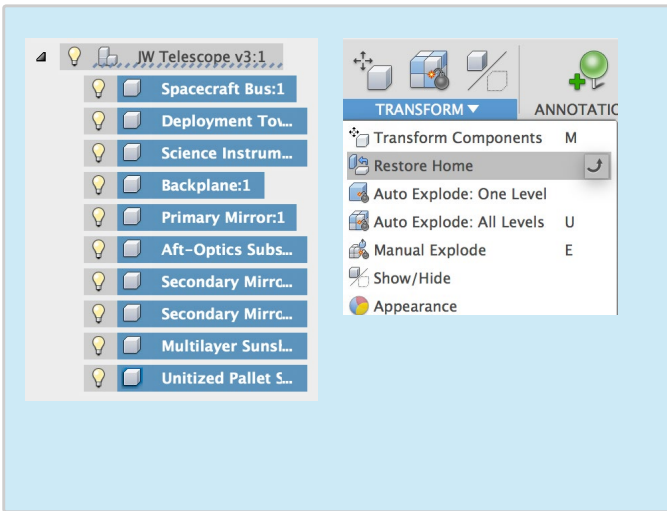 JW Telescope v3:1
Spacecraft Bus:1
Deployment Tow...
Science Instrum...
Backplane:1
Primary Mirror:1
Aft-Optics Subs...
Secondary Mirro...
Secondary Mirro...
Multilayer Sunsl...
Unitized Pallet S...
TRANSFORM ▼
ANNOTATIC
Transform Components M
Restore Home
Auto Explode: One Level
Auto Explode: All Levels U
Manual Explode E
Show/Hide
Appearance